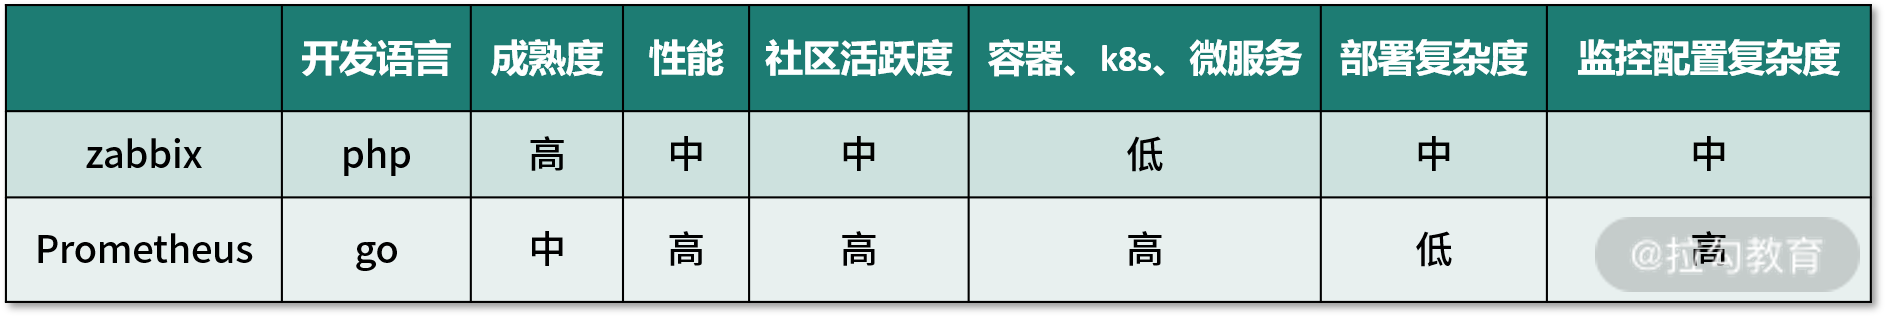 开发语言 成熟度 性能 社区活跃度 容器、k8s、微服务 部署复杂度 监控配置复杂度
zabbix php 高 中 中 低 中 中
Prometheus go 中 高 高 高 低 高
@拉勾教育